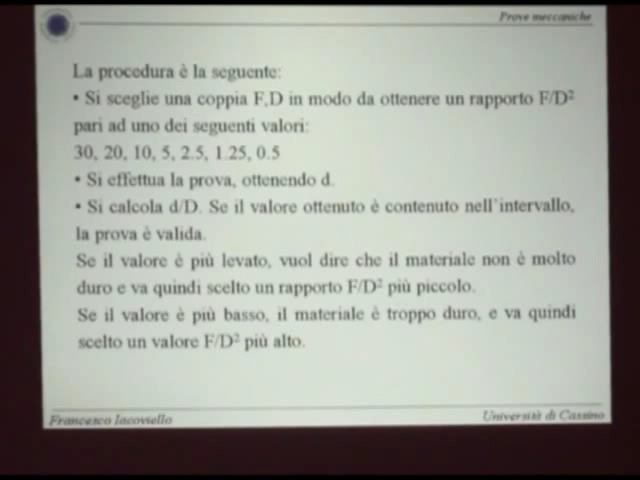 Prove meccaniche
La procedura è la seguente:
• Si sceglie una coppia F,D in modo da ottenere un rapporto F/D²
pari ad uno dei seguenti valori:
30, 20, 10, 5, 2.5, 1.25, 0.5
• Si effettua la prova, ottenendo d.
• Si calcola d/D. Se il valore ottenuto è contenuto nell'intervallo,
la prova è valida.
Se il valore è più levato, vuol dire che il materiale non è molto
duro e va quindi scelto un rapporto F/D² più piccolo.
Se il valore è più basso, il materiale è troppo duro, e va quindi
scelto un valore F/D² più alto.
Francesco Iacoviello
Università di Cassino